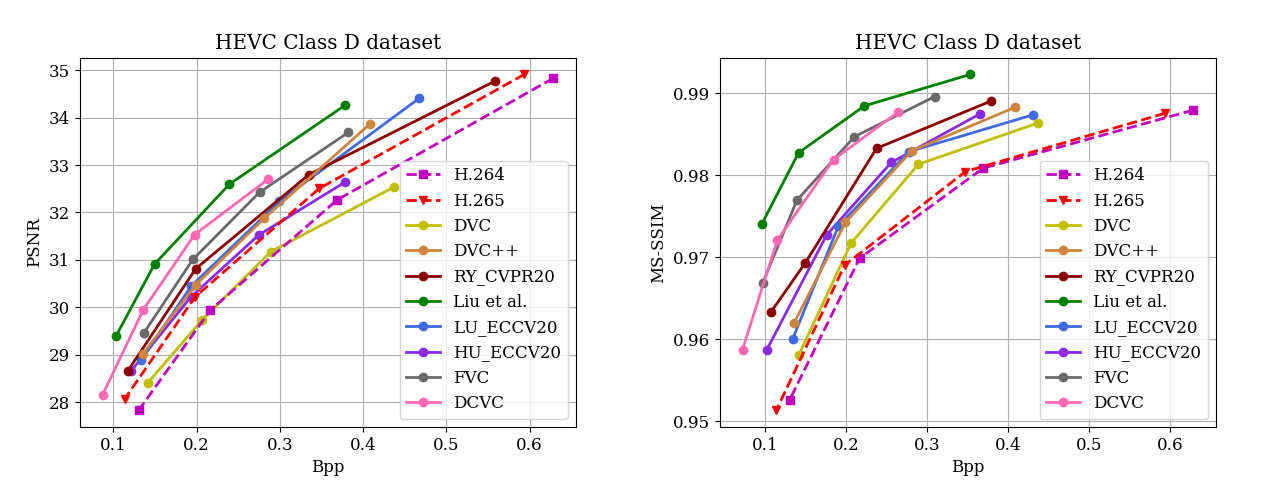 HEVC Class D dataset
35
34
33
32
31
30
29
28
PSNR
0.1 0.2 0.3 0.4 0.5 0.6
Bpp
H.264
H.265
DVC
DVC++
RY_CVPR20
Liu et al.
LU_ECCV20
HU_ECCV20
FVC
DCVC
HEVC Class D dataset
0.99
0.98
0.97
0.96
0.95
MS-SSIM
0.1 0.2 0.3 0.4 0.5 0.6
Bpp
H.264
H.265
DVC
DVC++
RY_CVPR20
Liu et al.
LU_ECCV20
HU_ECCV20
FVC
DCVC